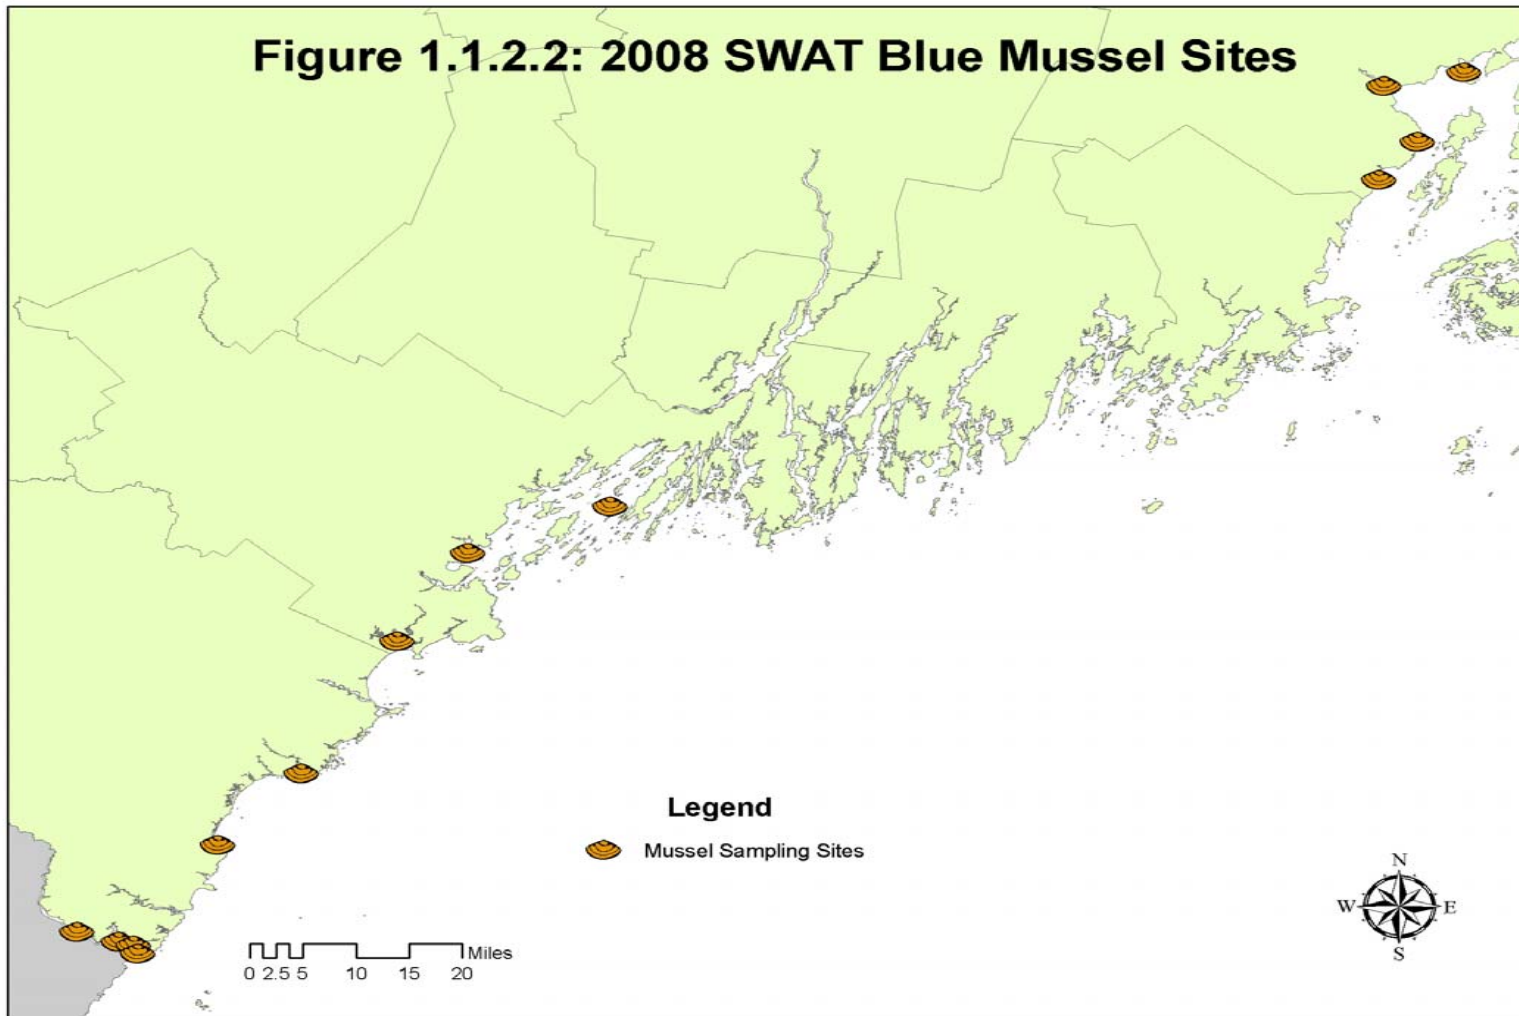 Figure 1.1.2.2: 2008 SWAT Blue Mussel Sites
Legend
Mussel Sampling Sites
N
W E
S
Miles
0 2.5 5 10 15 20